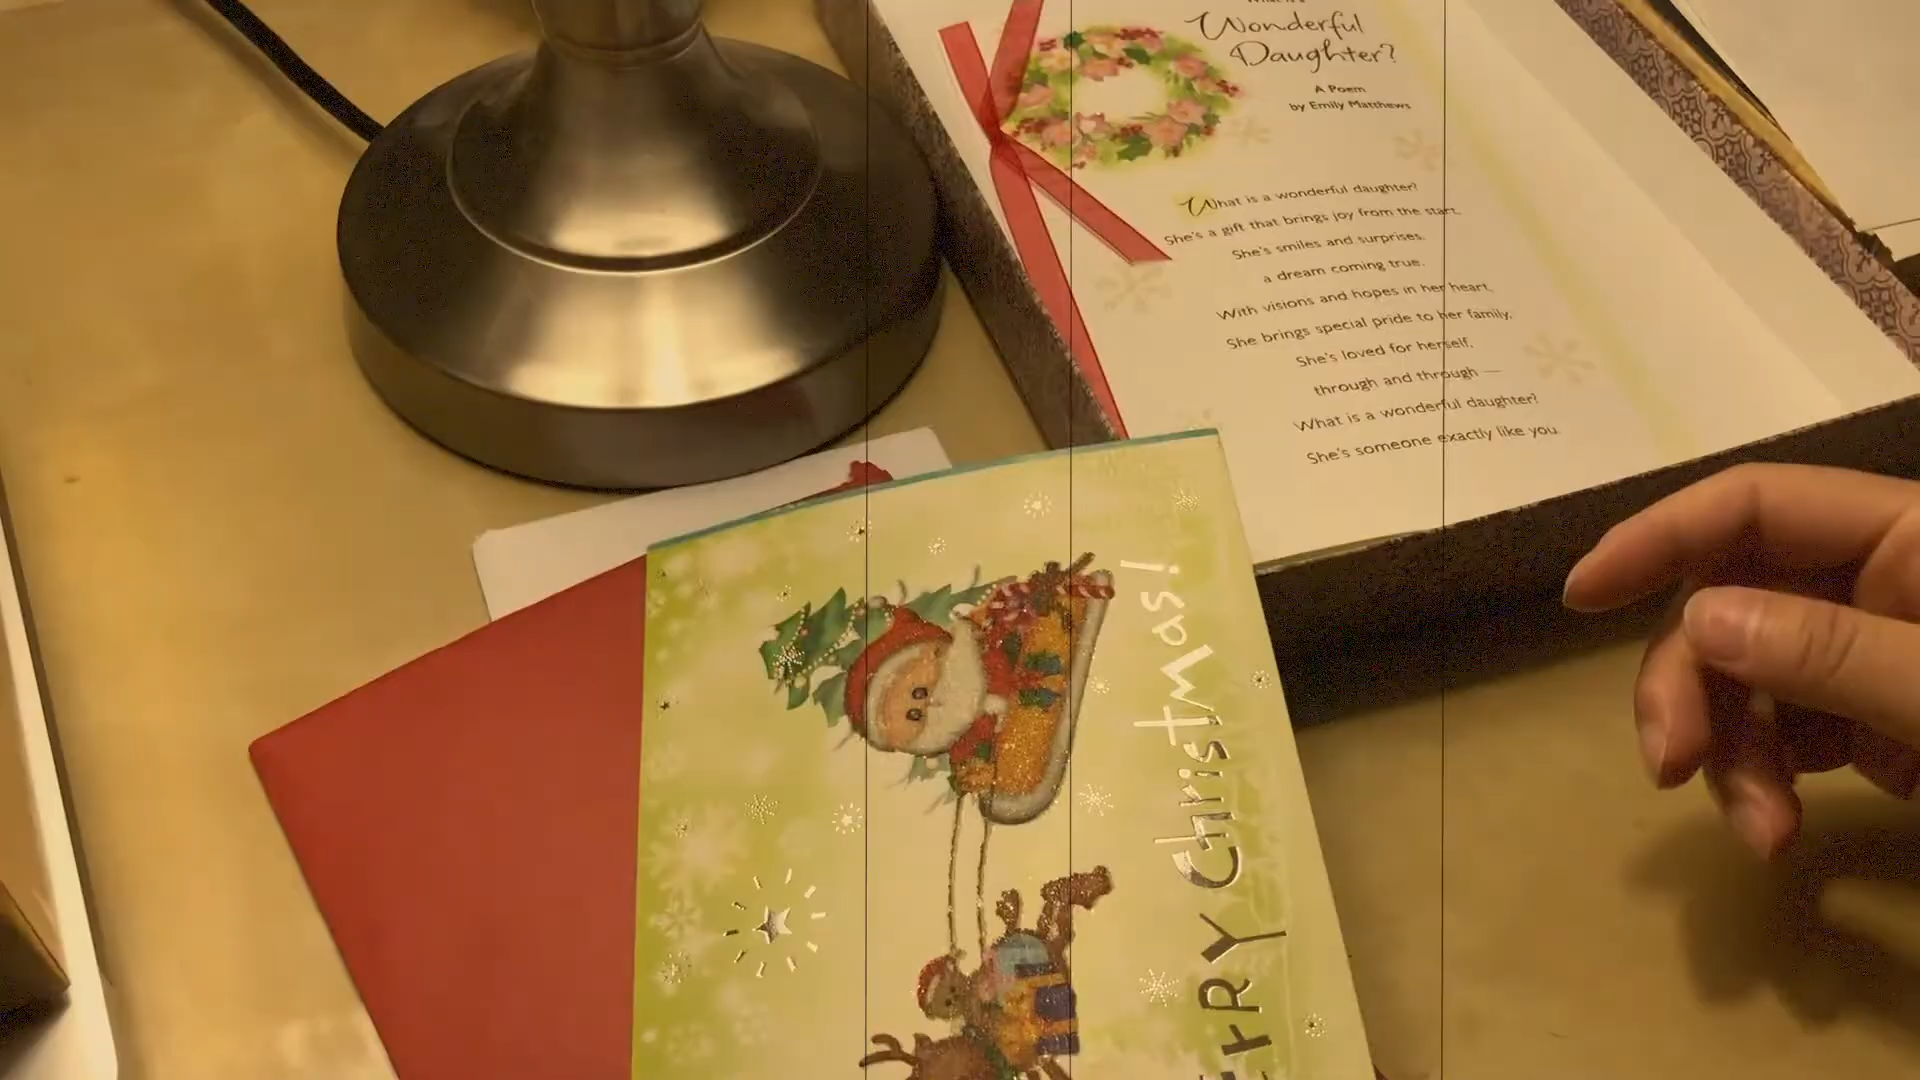 Wonderful
Daughter?
A Poem
by Emily Matthews
What is a wonderful daughter?
She's a gift that brings joy from the start.
She's smiles and surprises,
a dream coming true,
With visions and hopes in her heart.
She brings special pride to her family,
She's loved for herself,
through and through —
What is a wonderful daughter?
She's someone exactly like you.
Christmas!